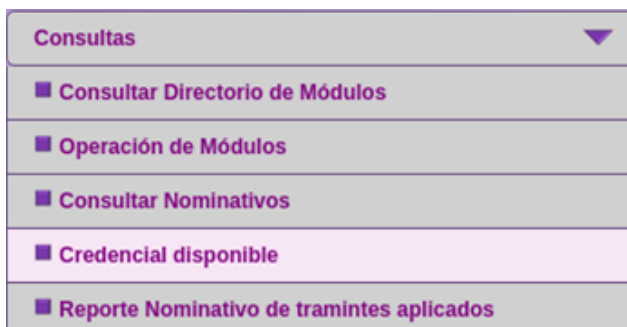 Consultas
Consultar Directorio de Módulos
Operación de Módulos
Consultar Nominativos
Credencial disponible
Reporte Nominativo de tramintes aplicados